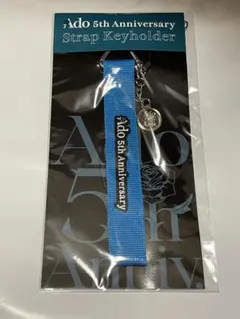 Ado 5th Anniversary
Strap Keyholder
Ado 5th Anniversary
Ado
5th
Anniv.